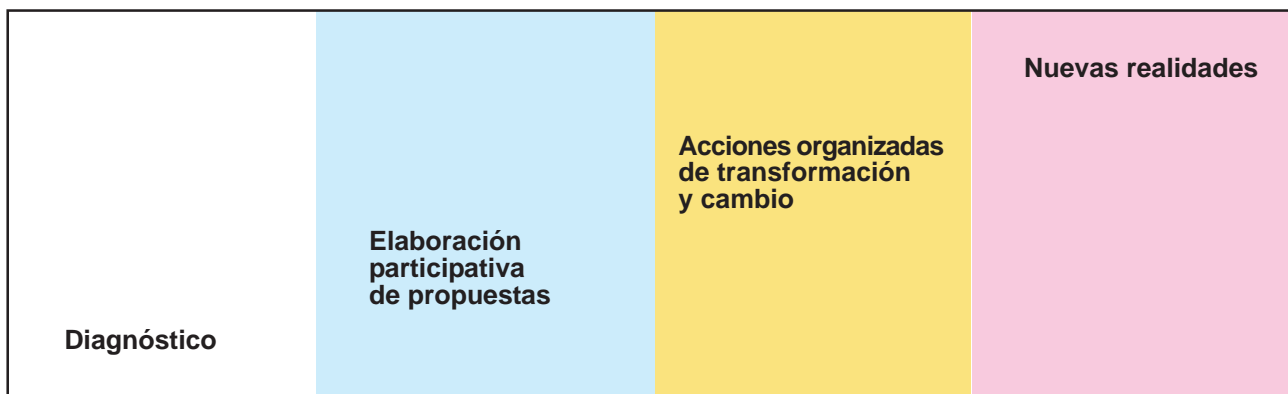 Diagnóstico
Elaboración
participativa
de propuestas
Acciones organizadas
de transformación
y cambio
Nuevas realidades